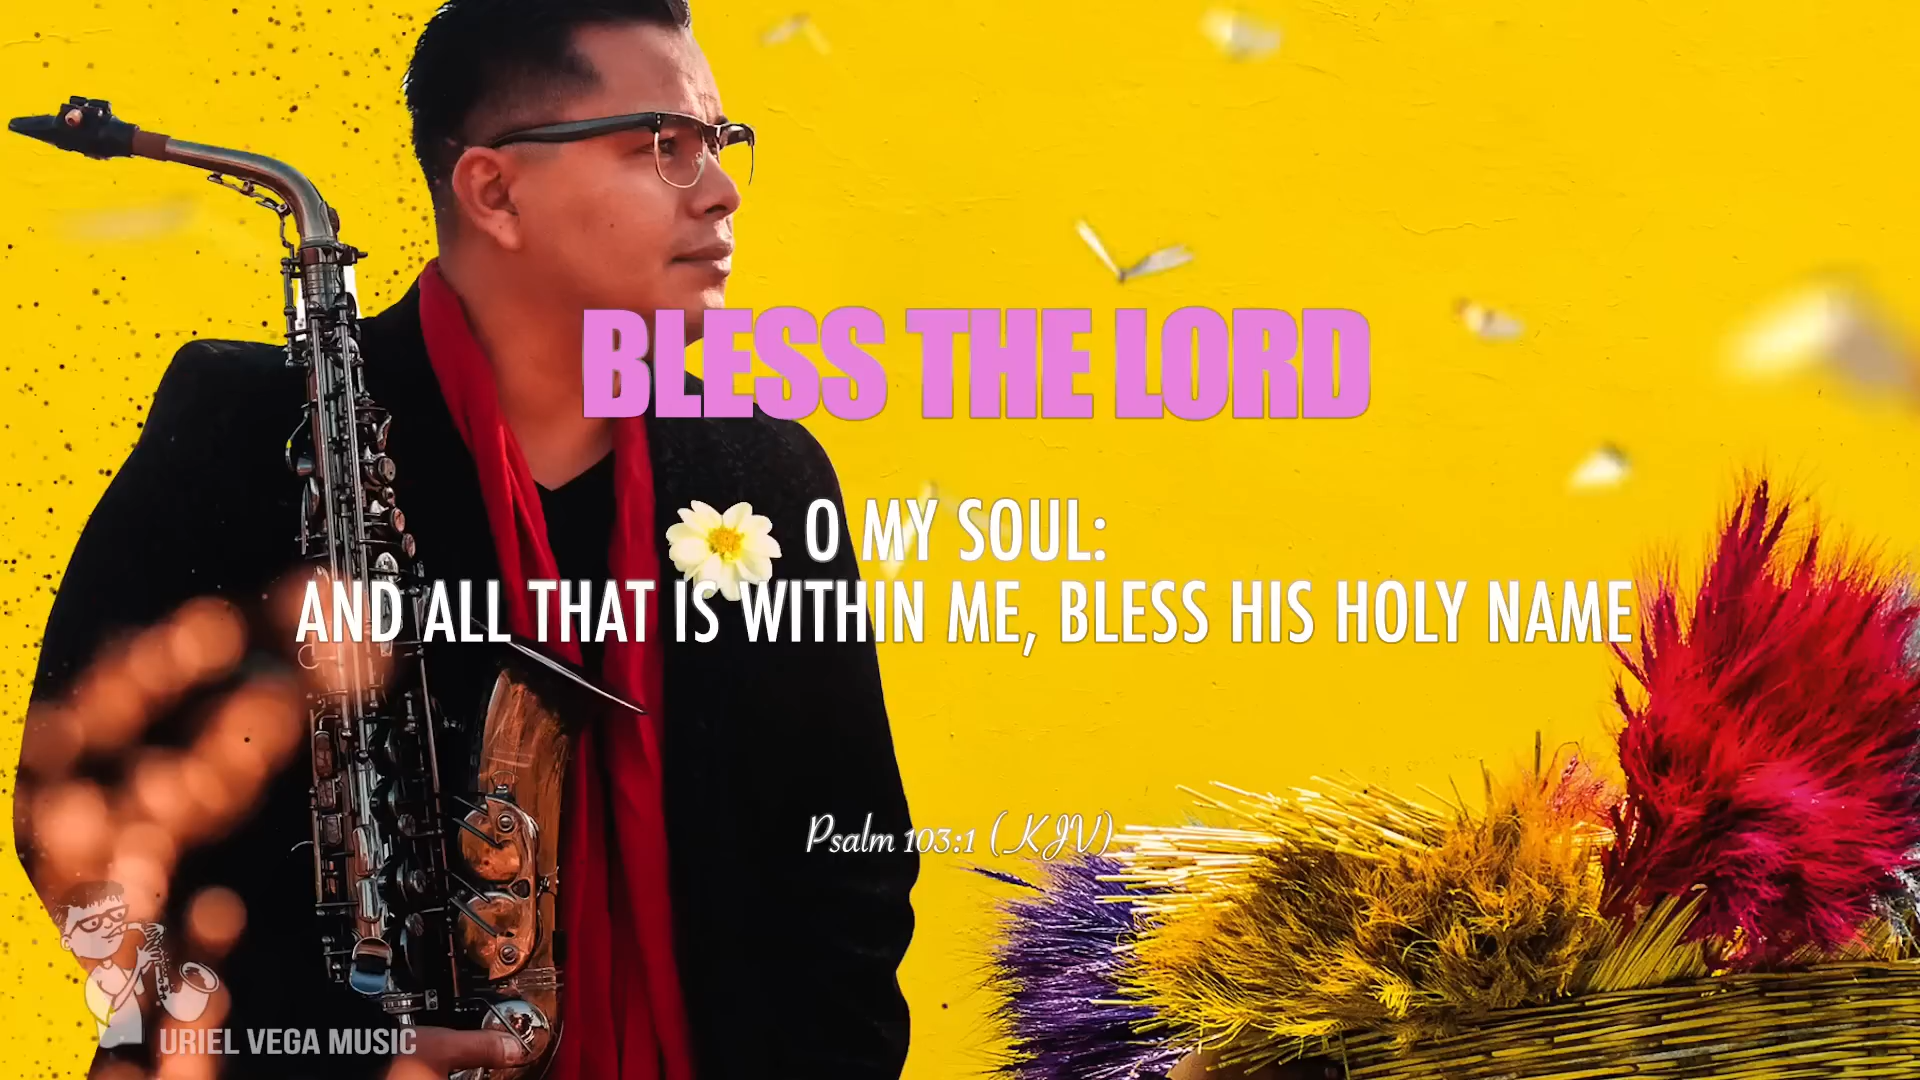 BLESS THE LORD
O MY SOUL:
AND ALL THAT IS WITHIN ME, BLESS HIS HOLY NAME
Psalm 103:1 (KJV)
URIEL VEGA MUSIC